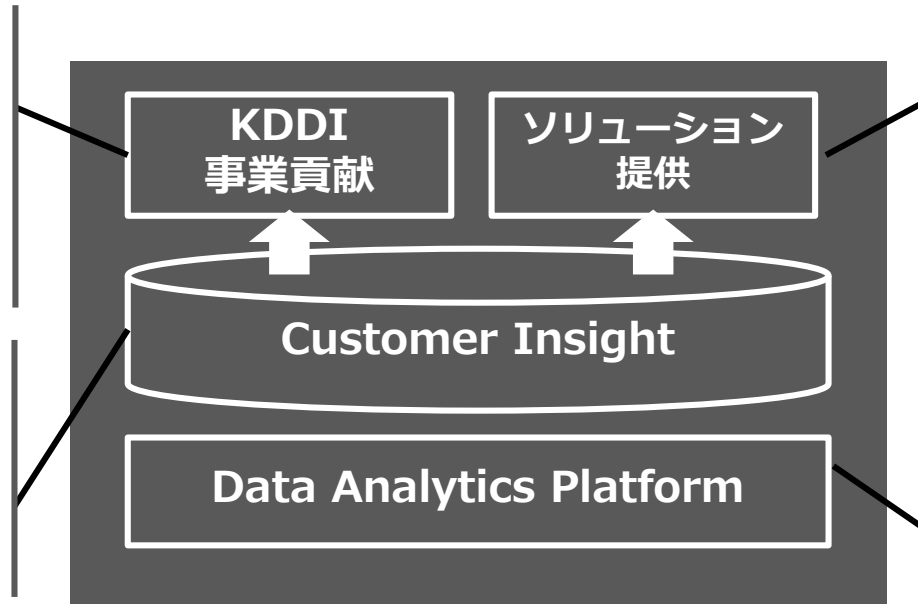 KDDI
事業貢献
ソリューション
提供
Customer Insight
Data Analytics Platform